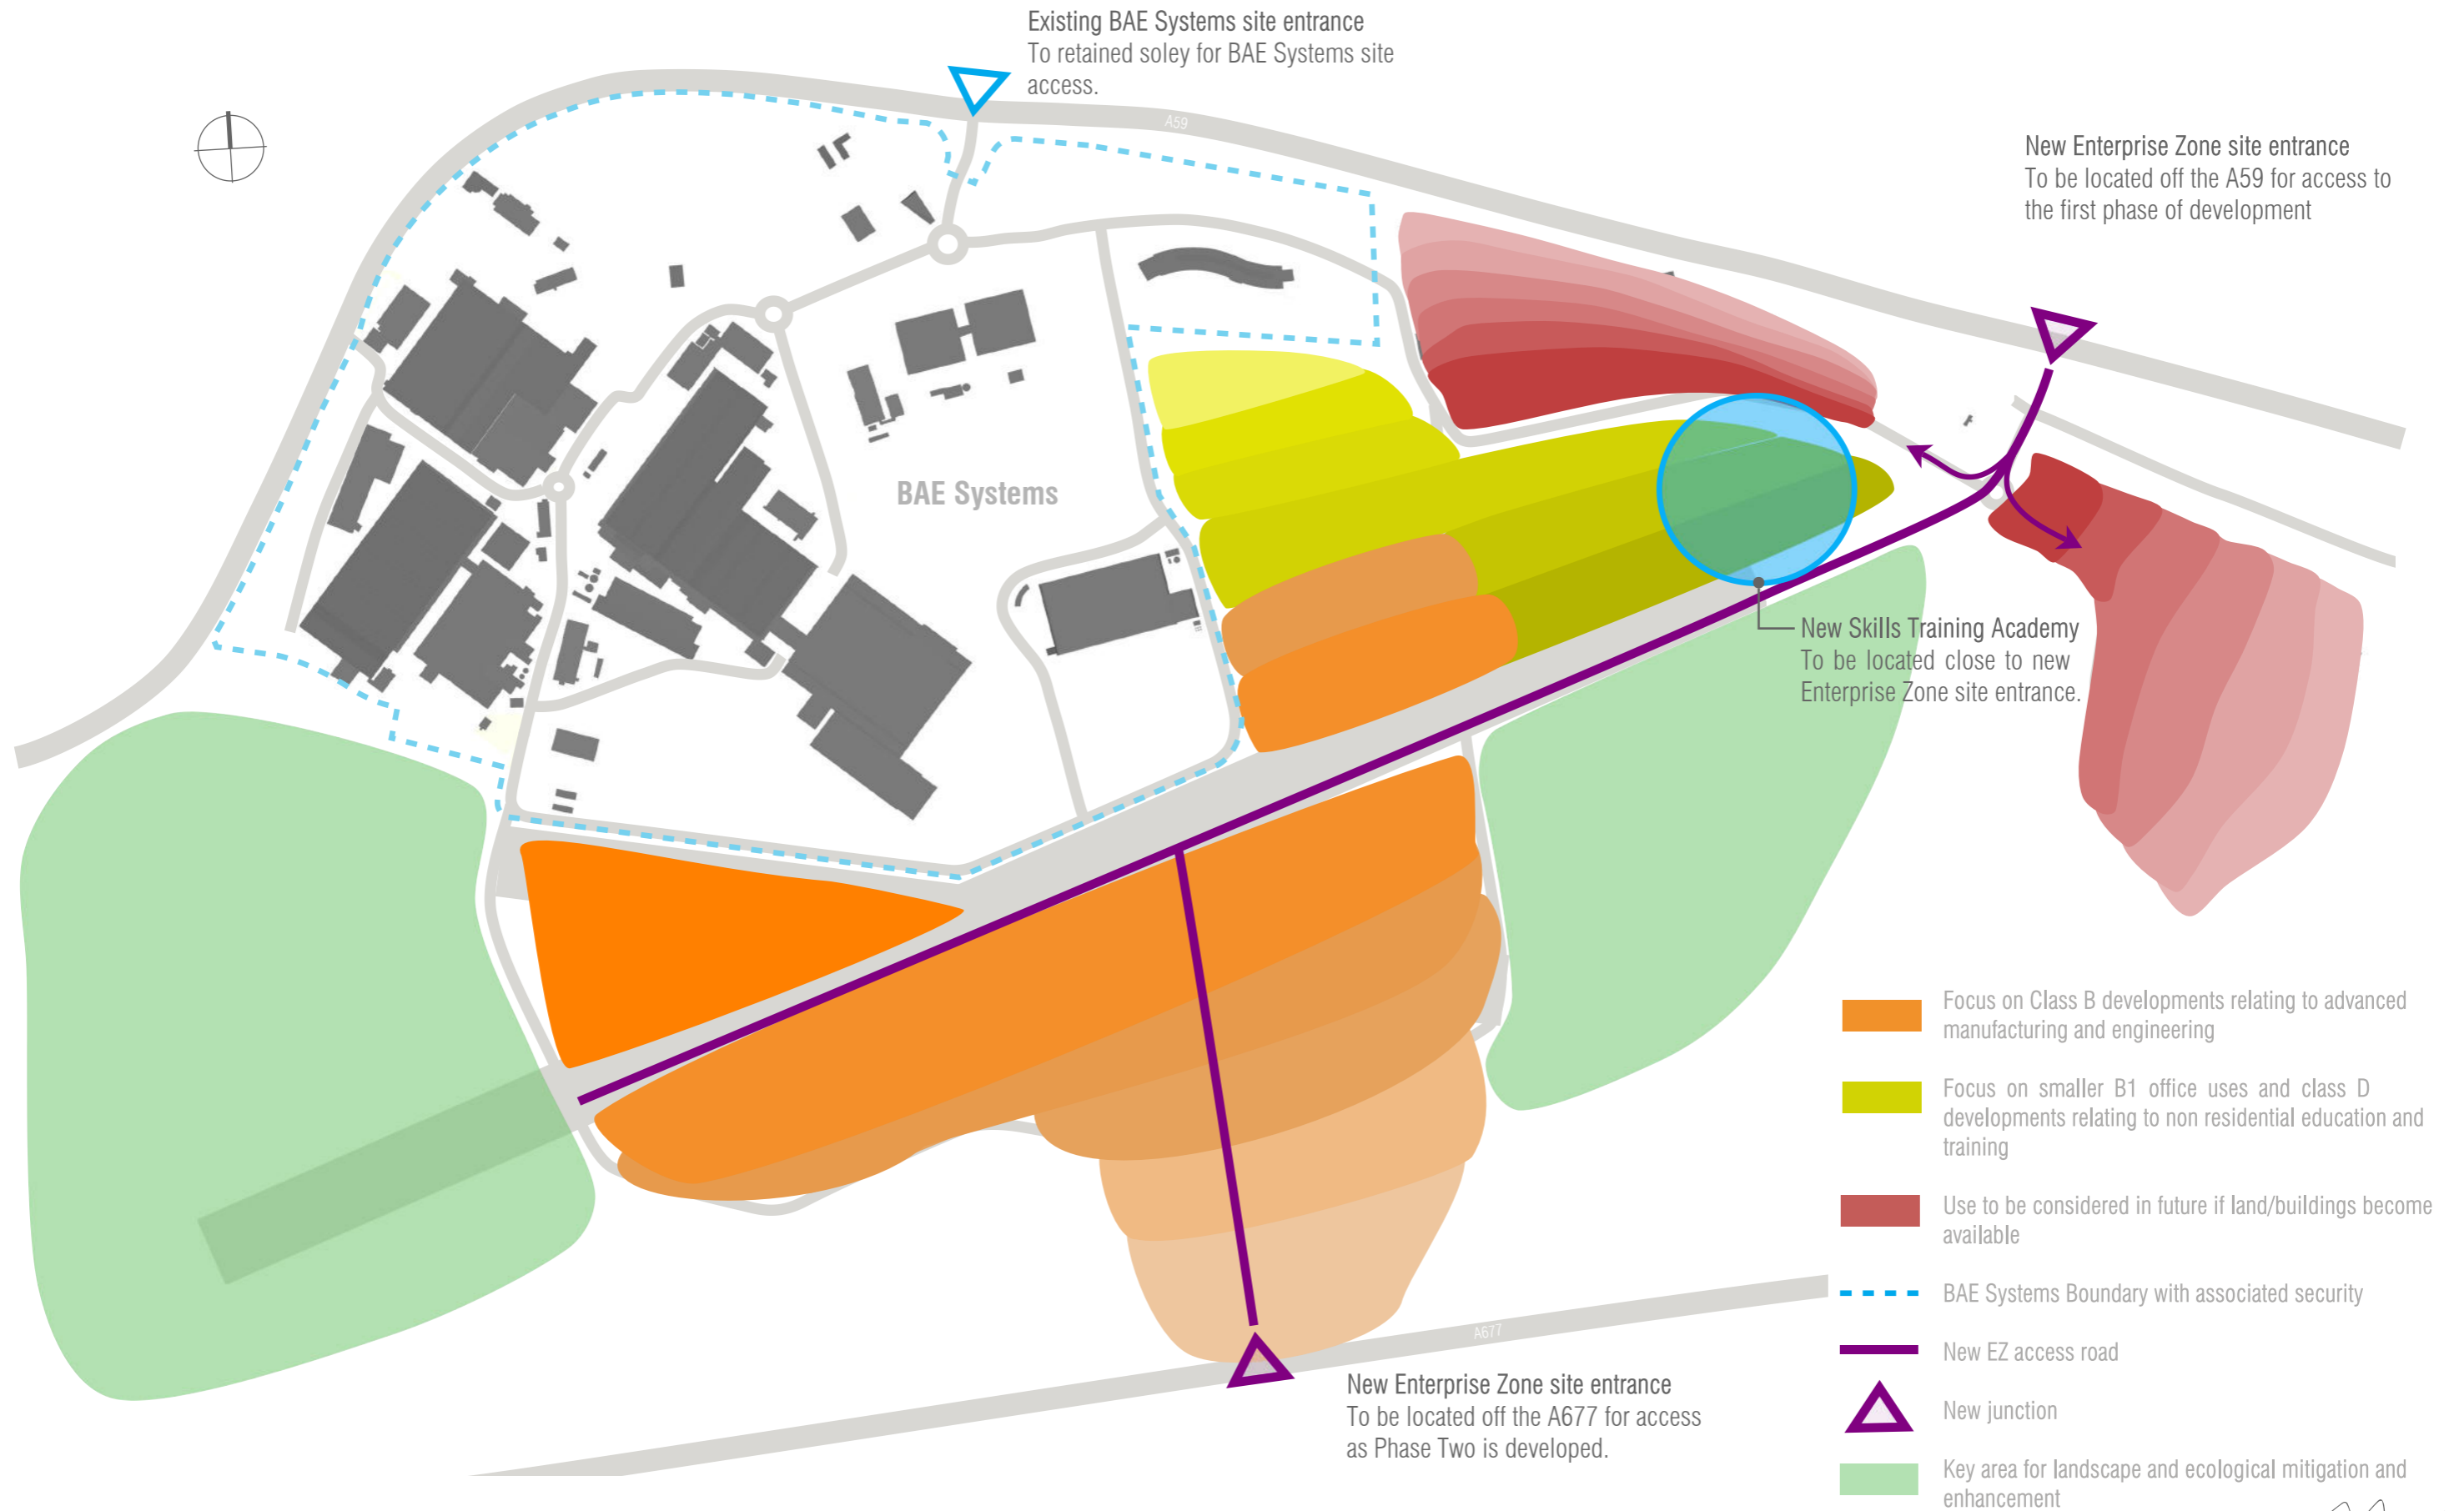 Existing BAE Systems site entrance
To retained soley for BAE Systems site
access.
A59
New Enterprise Zone site entrance
To be located off the A59 for access to
the first phase of development
BAE Systems
New Skills Training Academy
To be located close to new
Enterprise Zone site entrance.
Focus on Class B developments relating to advanced
manufacturing and engineering
Focus on smaller B1 office uses and class D
developments relating to non residential education and
training
Use to be considered in future if land/buildings become
available
BAE Systems Boundary with associated security
A677
New EZ access road
New Enterprise Zone site entrance
To be located off the A677 for access
as Phase Two is developed.
New junction
Key area for landscape and ecological mitigation and
enhancement